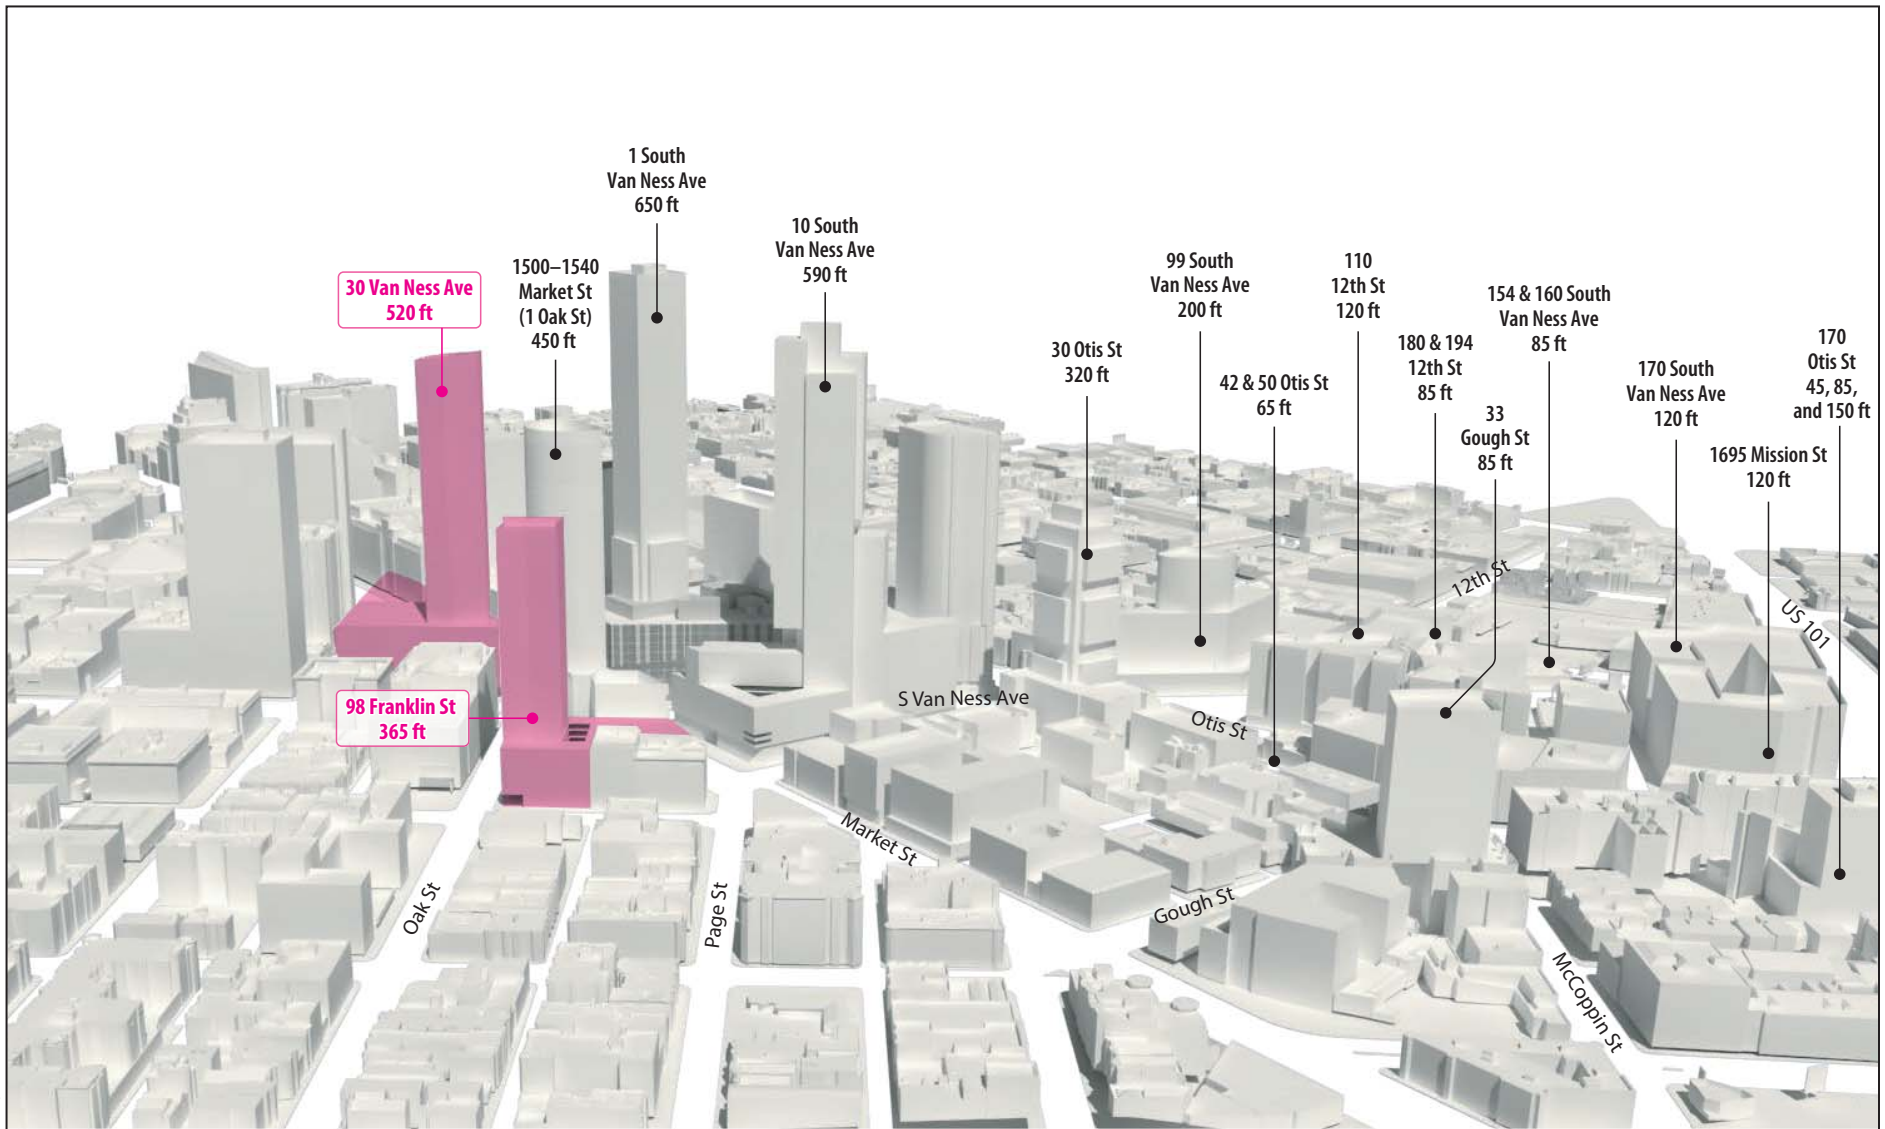 1 South
Van Ness Ave
650 ft
10 South
Van Ness Ave
590 ft
30 Van Ness Ave
520 ft
1500–1540
Market St
(1 Oak St)
450 ft
99 South
Van Ness Ave
200 ft
110
12th St
120 ft
154 & 160 South
Van Ness Ave
85 ft
30 Otis St
320 ft
42 & 50 Otis St
65 ft
180 & 194
12th St
85 ft
33
Gough St
85 ft
170 South
Van Ness Ave
120 ft
170
Otis St
45, 85,
and 150 ft
1695 Mission St
120 ft
12th St
US 101
98 Franklin St
365 ft
S Van Ness Ave
Otis St
Market St
Oak St
Page St
Gough St
McCoppin St